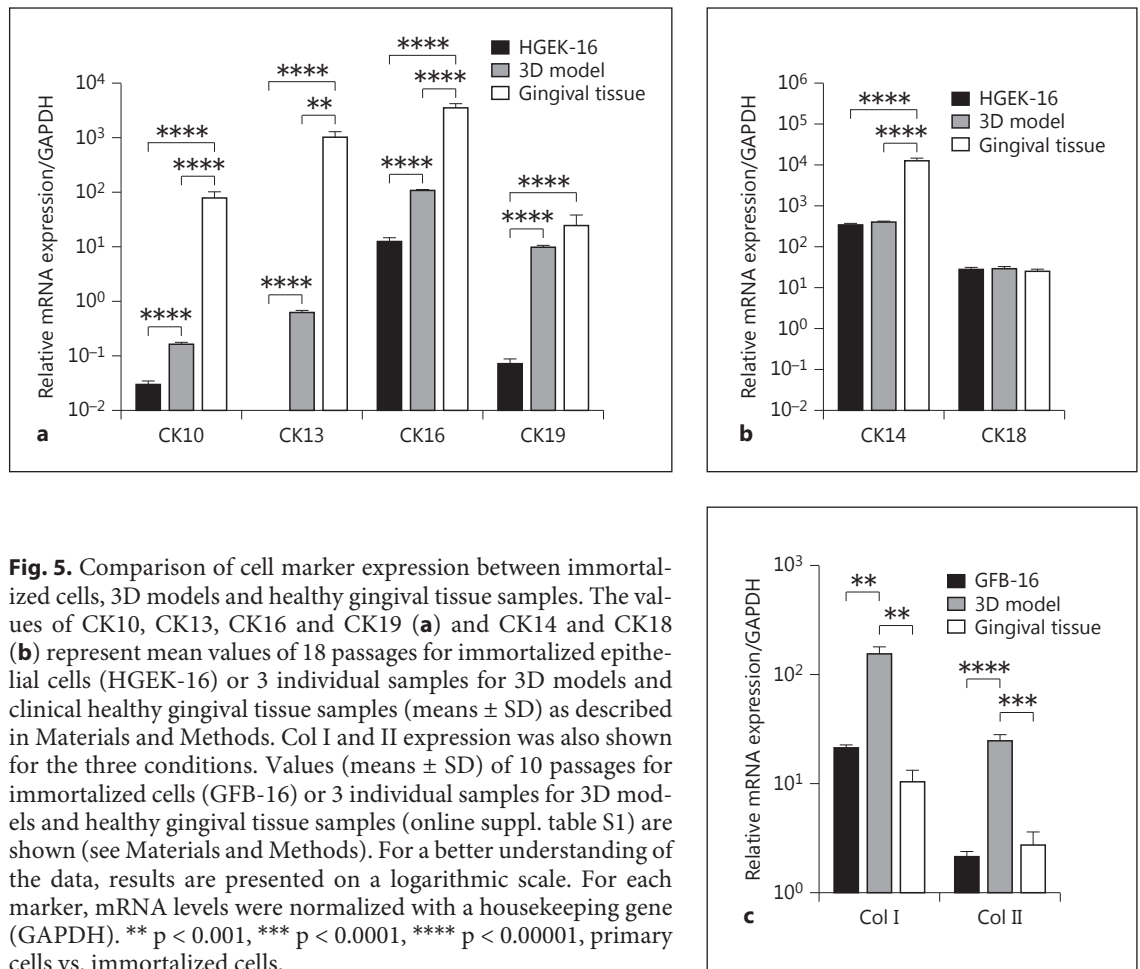 ****
****
**
****
****
****
****
****
****
****
****
****
HGEK-16
3D model
Gingival tissue
Relative mRNA expression/GAPDH
10⁴
10³
10²
10¹
10⁰
10⁻¹
10⁻²
CK10 CK13 CK16 CK19
a
****
****
HGEK-16
3D model
Gingival tissue
Relative mRNA expression/GAPDH
10⁶
10⁵
10⁴
10³
10²
10¹
10⁰
10⁻¹
10⁻²
CK14 CK18
b
Fig. 5. Comparison of cell marker expression between immortal-
ized cells, 3D models and healthy gingival tissue samples. The val-
ues of CK10, CK13, CK16 and CK19 (a) and CK14 and CK18
(b) represent mean values of 18 passages for immortalized epithe-
lial cells (HGEK-16) or 3 individual samples for 3D models and
clinical healthy gingival tissue samples (means ± SD) as described
in Materials and Methods. Col I and II expression was also shown
for the three conditions. Values (means ± SD) of 10 passages for
immortalized cells (GFB-16) or 3 individual samples for 3D mod-
els and healthy gingival tissue samples (online suppl. table S1) are
shown (see Materials and Methods). For a better understanding of
the data, results are presented on a logarithmic scale. For each
marker, mRNA levels were normalized with a housekeeping gene
(GAPDH). ** p < 0.001, *** p < 0.0001, **** p < 0.00001, primary
cells vs. immortalized cells.
**
**
****
***
GFB-16
3D model
Gingival tissue
Relative mRNA expression/GAPDH
10³
10²
10¹
10⁰
Col I Col II
c